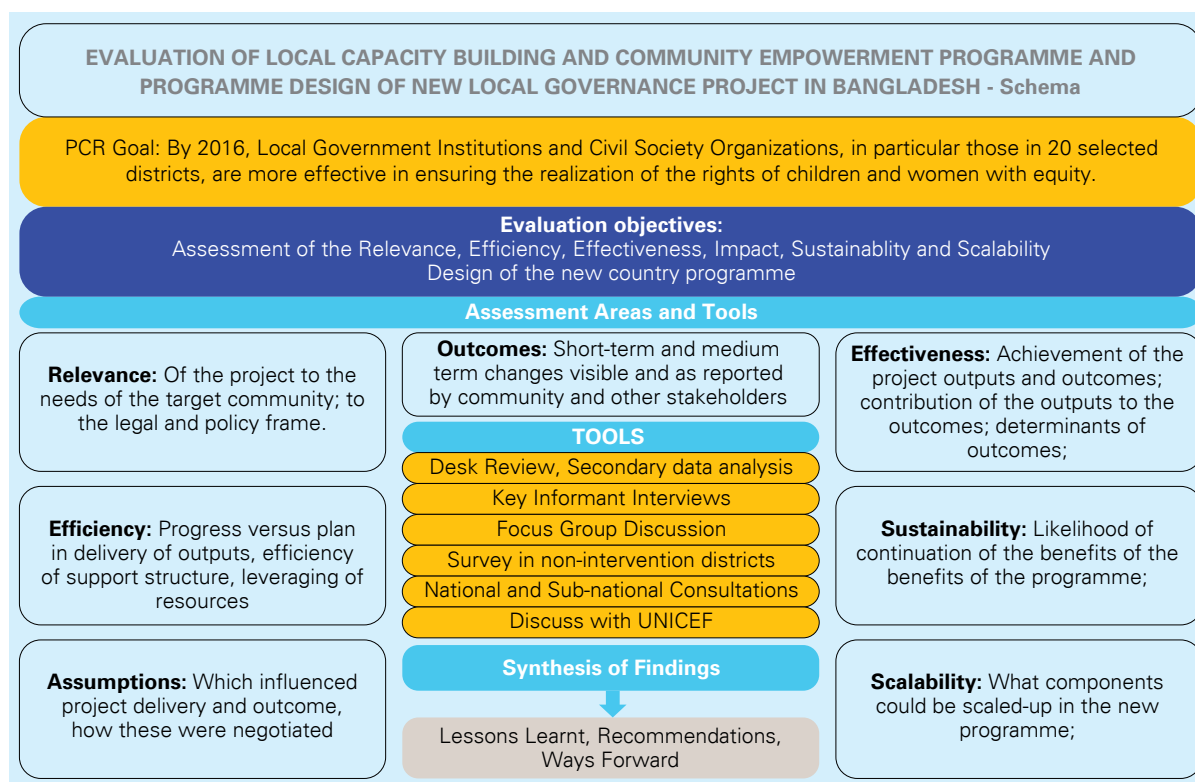 EVALUATION OF LOCAL CAPACITY BUILDING AND COMMUNITY EMPOWERMENT PROGRAMME AND
PROGRAMME DESIGN OF NEW LOCAL GOVERNANCE PROJECT IN BANGLADESH - Schema
PCR Goal: By 2016, Local Government Institutions and Civil Society Organizations, in particular those in 20 selected
districts, are more effective in ensuring the realization of the rights of children and women with equity.
Evaluation objectives:
Assessment of the Relevance, Efficiency, Effectiveness, Impact, Sustainablity and Scalability
Design of the new country programme
Assessment Areas and Tools
Relevance: Of the project to the
needs of the target community; to
the legal and policy frame.
Efficiency: Progress versus plan
in delivery of outputs, efficiency
of support structure, leveraging of
resources
Assumptions: Which influenced
project delivery and outcome,
how these were negotiated
Outcomes: Short-term and medium
term changes visible and as reported
by community and other stakeholders
TOOLS
Desk Review, Secondary data analysis
Key Informant Interviews
Focus Group Discussion
Survey in non-intervention districts
National and Sub-national Consultations
Discuss with UNICEF
Synthesis of Findings
Lessons Learnt, Recommendations,
Ways Forward
Effectiveness: Achievement of the
project outputs and outcomes;
contribution of the outputs to the
outcomes; determinants of
outcomes;
Sustainability: Likelihood of
continuation of the benefits of the
benefits of the programme;
Scalability: What components
could be scaled-up in the new
programme;